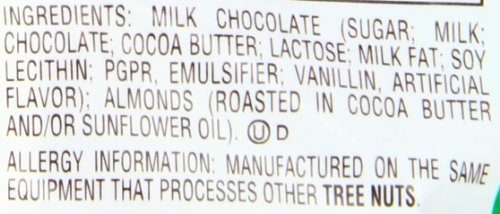 INGREDIENTS: MILK CHOCOLATE (SUGAR; MILK;
CHOCOLATE; COCOA BUTTER; LACTOSE; MILK FAT; SOY
LECITHIN; PGPR, EMULSIFIER; VANILLIN, ARTIFICIAL
FLAVOR); ALMONDS (ROASTED IN COCOA BUTTER
AND/OR SUNFLOWER OIL). Ⓤ D
ALLERGY INFORMATION: MANUFACTURED ON THE SAME
EQUIPMENT THAT PROCESSES OTHER TREE NUTS.